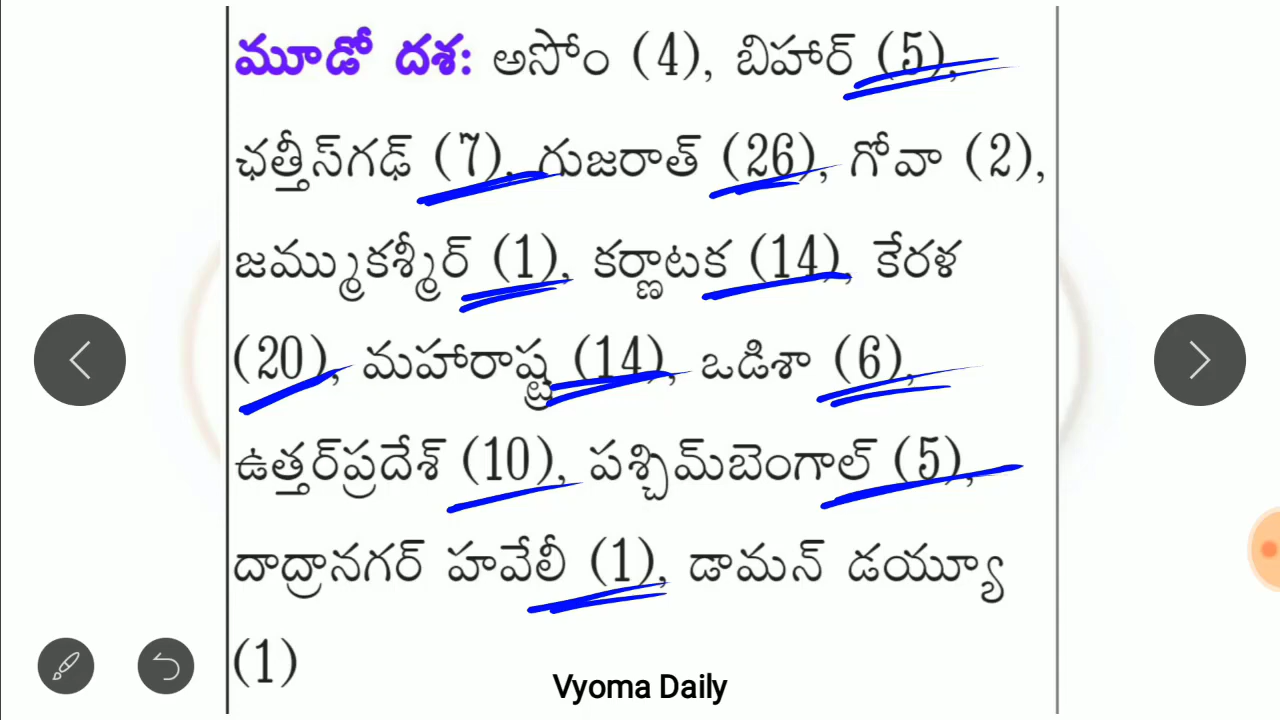 మూడో దశ: అసోం (4), బిహార్ (5),
ఛత్తీస్‌గఢ్ (7), గుజరాత్ (26), గోవా (2),
జమ్ముకశ్మీర్ (1), కర్ణాటక (14), కేరళ
(20), మహారాష్ట్ర (14), ఒడిశా (6),
ఉత్తర్‌ప్రదేశ్ (10), పశ్చిమ్‌బెంగాల్ (5),
దాద్రానగర్ హవేలీ (1), డామన్ డయ్యూ
(1)
Vyoma Daily